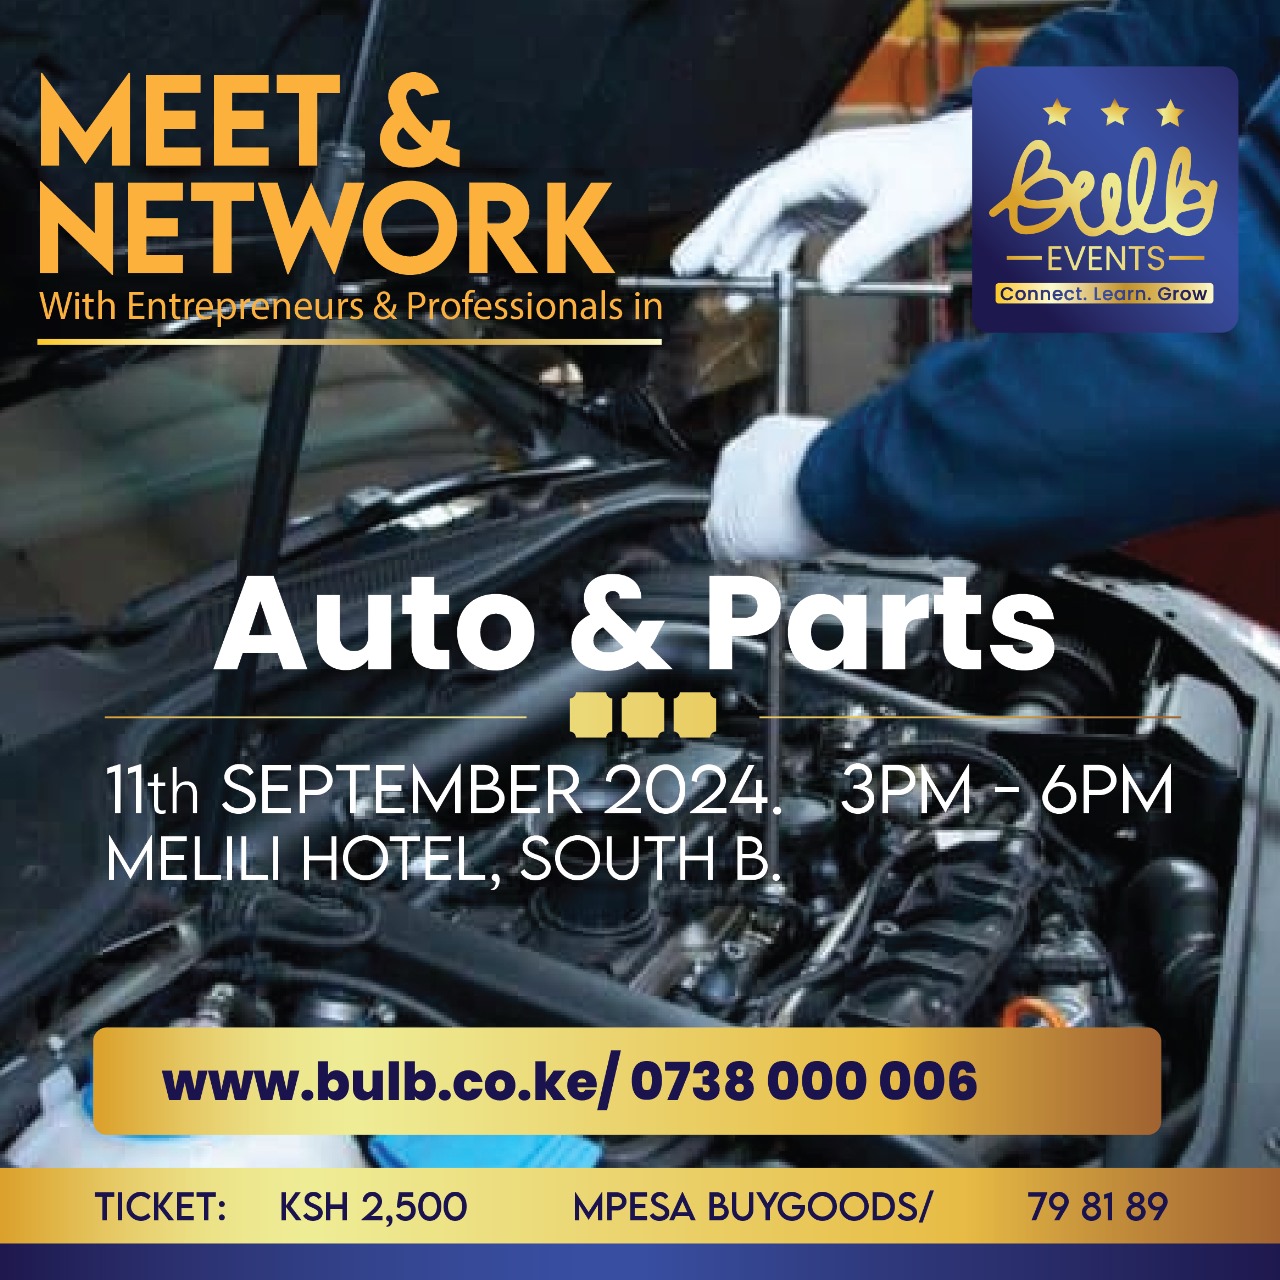 MEET &
NETWORK
With Entrepreneurs & Professionals in
bulb
EVENTS
Connect. Learn. Grow
Auto & Parts
11th SEPTEMBER 2024. 3PM - 6PM
MELILI HOTEL, SOUTH B.
www.bulb.co.ke/ 0738 000 006
TICKET: KSH 2,500 MPESA BUYGOODS/ 79 81 89